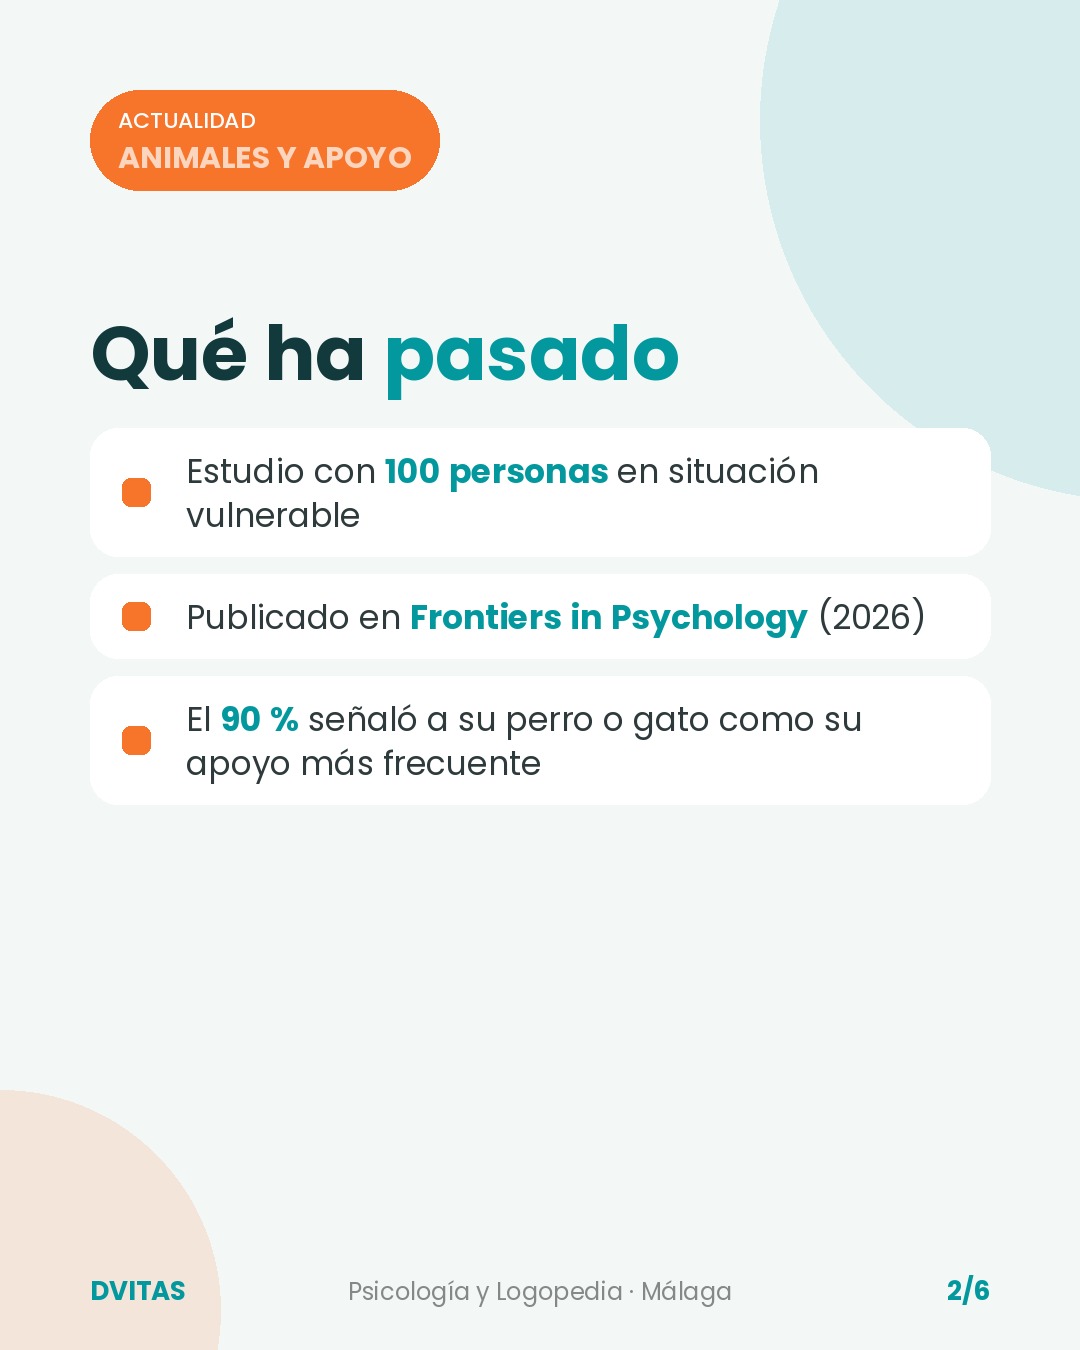 ACTUALIDAD
ANIMALES Y APOYO
Qué ha pasado
Estudio con 100 personas en situación
vulnerable
Publicado en Frontiers in Psychology (2026)
El 90 % señaló a su perro o gato como su
apoyo más frecuente
DVITAS
Psicología y Logopedia · Málaga
2/6